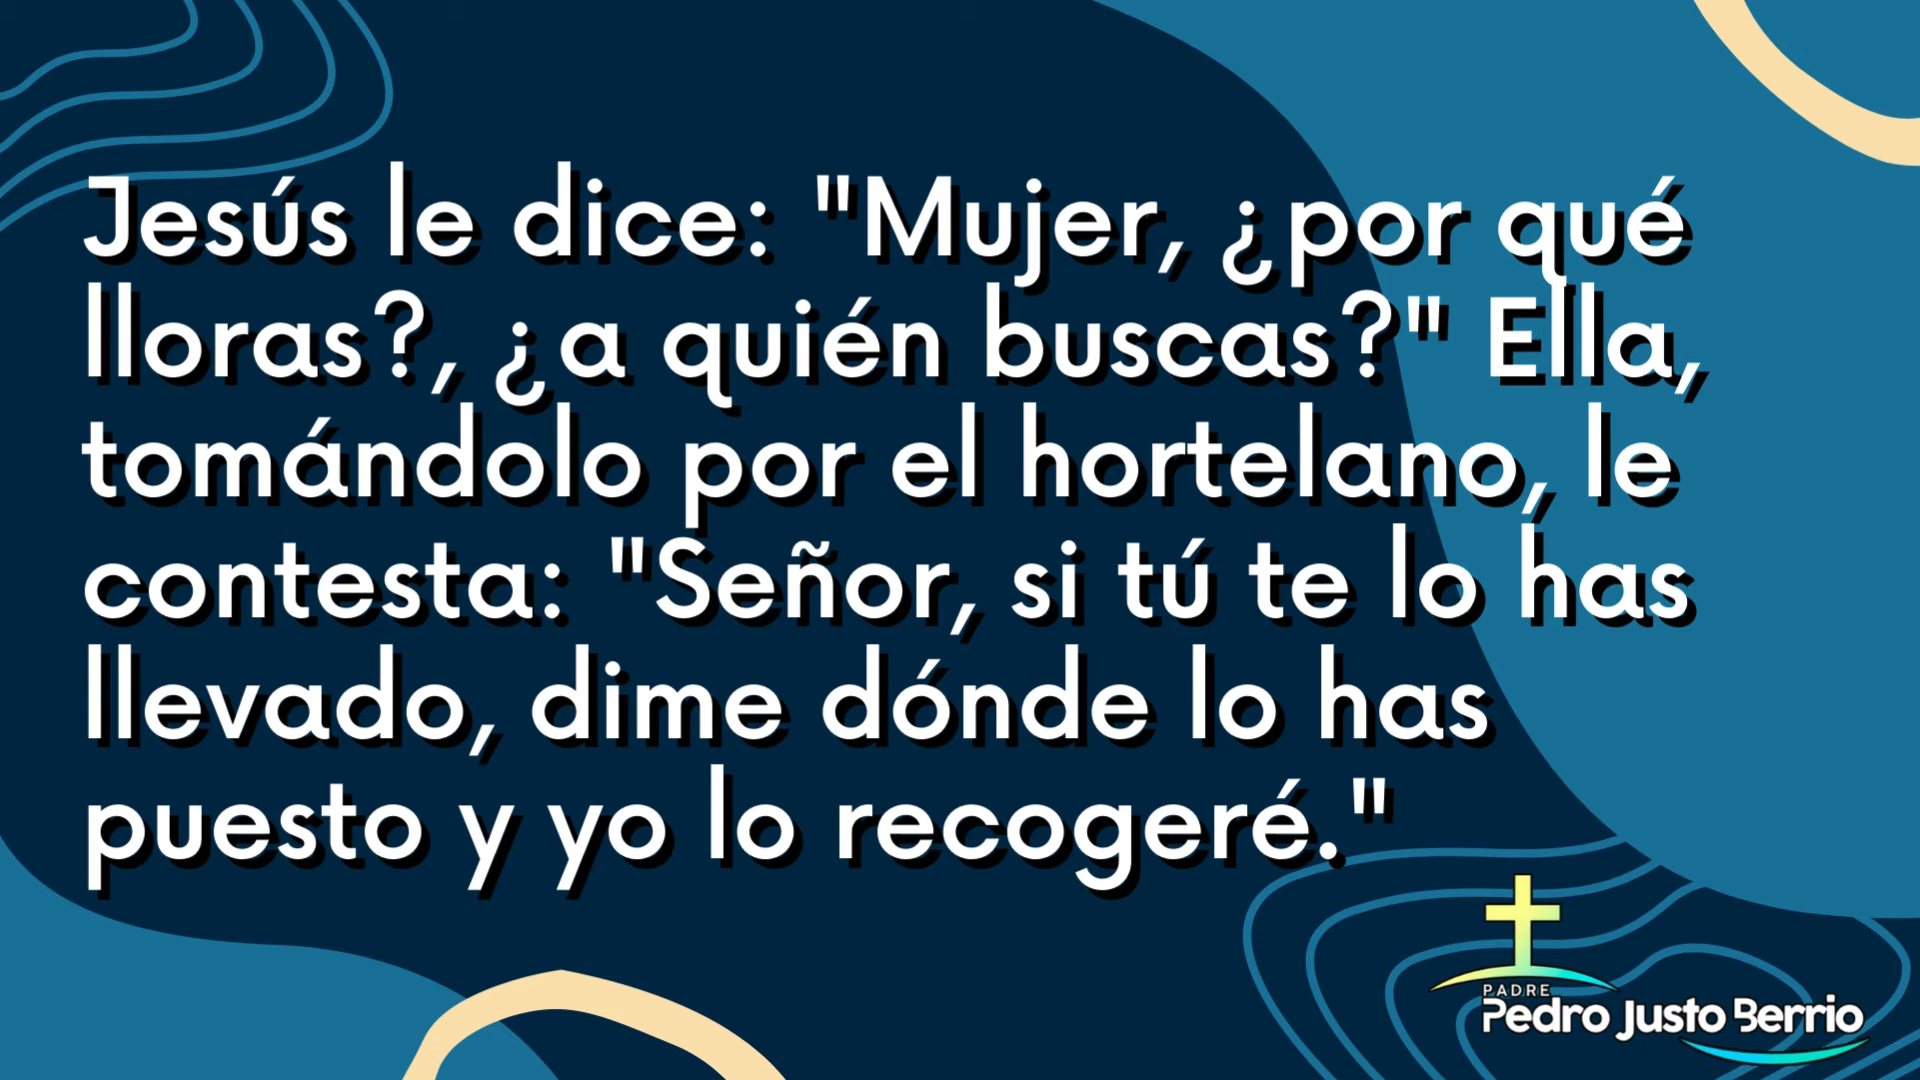 Jesús le dice: "Mujer, ¿por qué
lloras?, ¿a quién buscas?" Ella,
tomándolo por el hortelano, le
contesta: "Señor, si tú te lo has
llevado, dime dónde lo has
puesto y yo lo recogeré."
PADRE
Pedro Justo Berrio